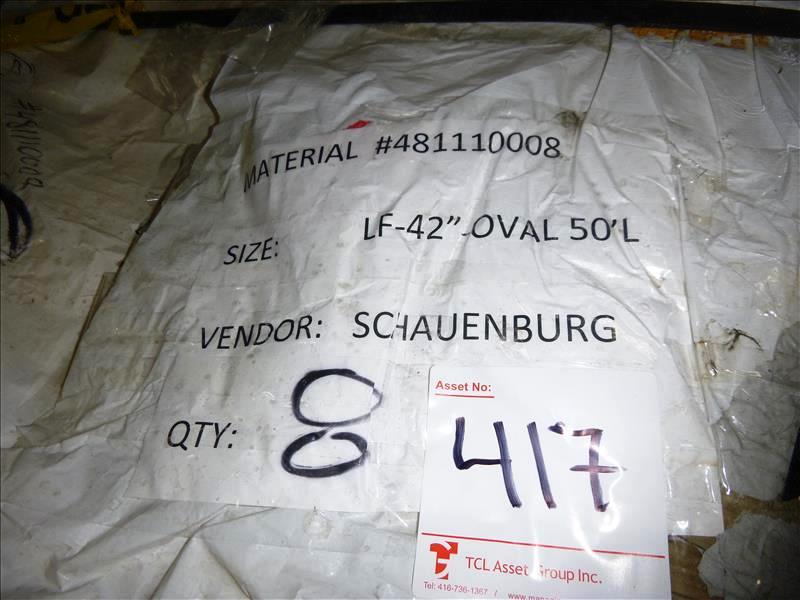 MATERIAL #481110008
SIZE: LF-42"-OVAL 50'L
VENDOR: SCHAUENBURG
QTY: 8
Asset No:
417
TCL Asset Group Inc.
Tel: 416-736-1367 /